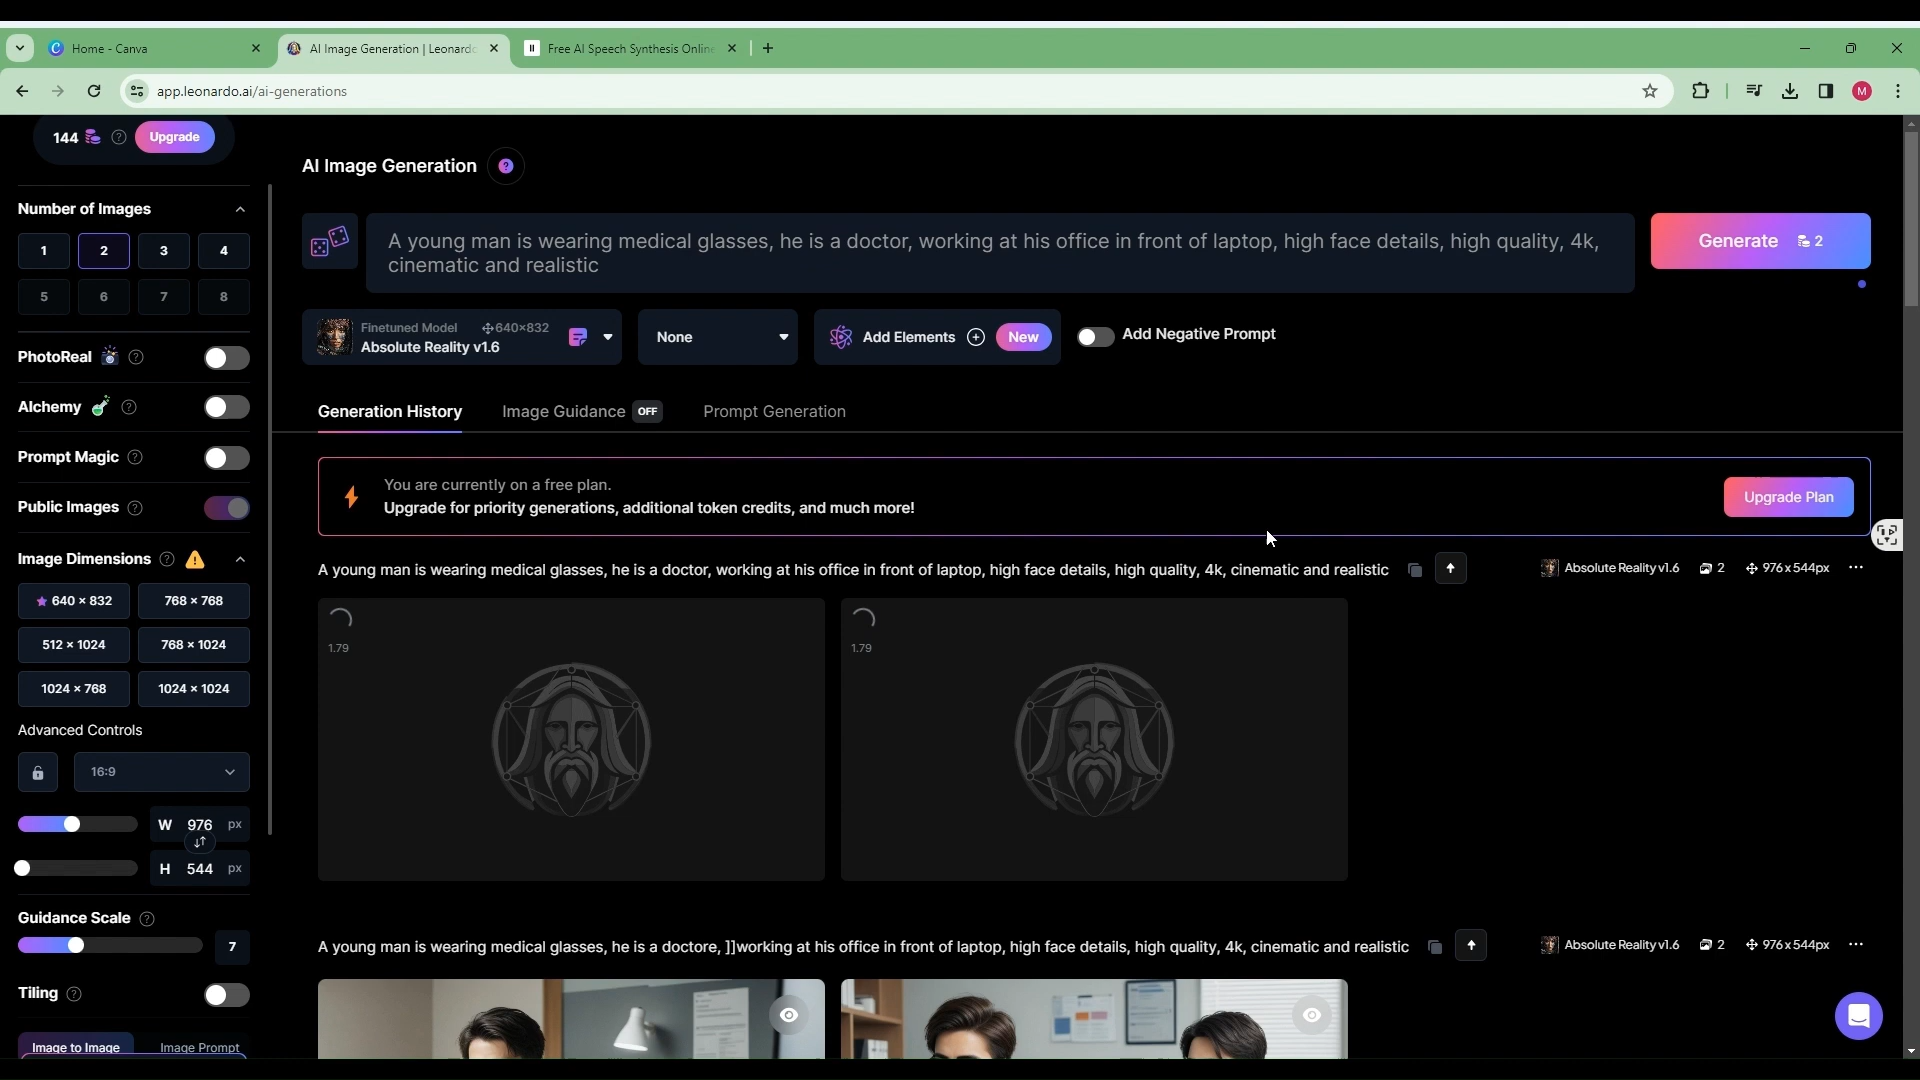 Home - Canva
AI Image Generation | Leonardo
Free AI Speech Synthesis Online
M
app.leonardo.ai/ai-generations
144
Upgrade
AI Image Generation
Number of Images
1 2 3 4
5 6 7 8
A young man is wearing medical glasses, he is a doctor, working at his office in front of laptop, high face details, high quality, 4k,
cinematic and realistic
Generate 2
Finetuned Model 640×832
Absolute Reality v1.6
None
Add Elements
New
Add Negative Prompt
PhotoReal
Alchemy
Prompt Magic
Public Images
Image Dimensions
640 × 832
768 × 768
512 × 1024
768 × 1024
1024 × 768
1024 × 1024
Advanced Controls
16:9
W 976 px
H 544 px
Guidance Scale
7
Tiling
Image to Image
Image Prompt
Generation History
Image Guidance OFF
Prompt Generation
You are currently on a free plan.
Upgrade for priority generations, additional token credits, and much more!
Upgrade Plan
A young man is wearing medical glasses, he is a doctor, working at his office in front of laptop, high face details, high quality, 4k, cinematic and realistic
Absolute Reality v1.6 2 976 x 544px
1.79
1.79
A young man is wearing medical glasses, he is a doctore, ]]working at his office in front of laptop, high face details, high quality, 4k, cinematic and realistic
Absolute Reality v1.6 2 976 x 544px